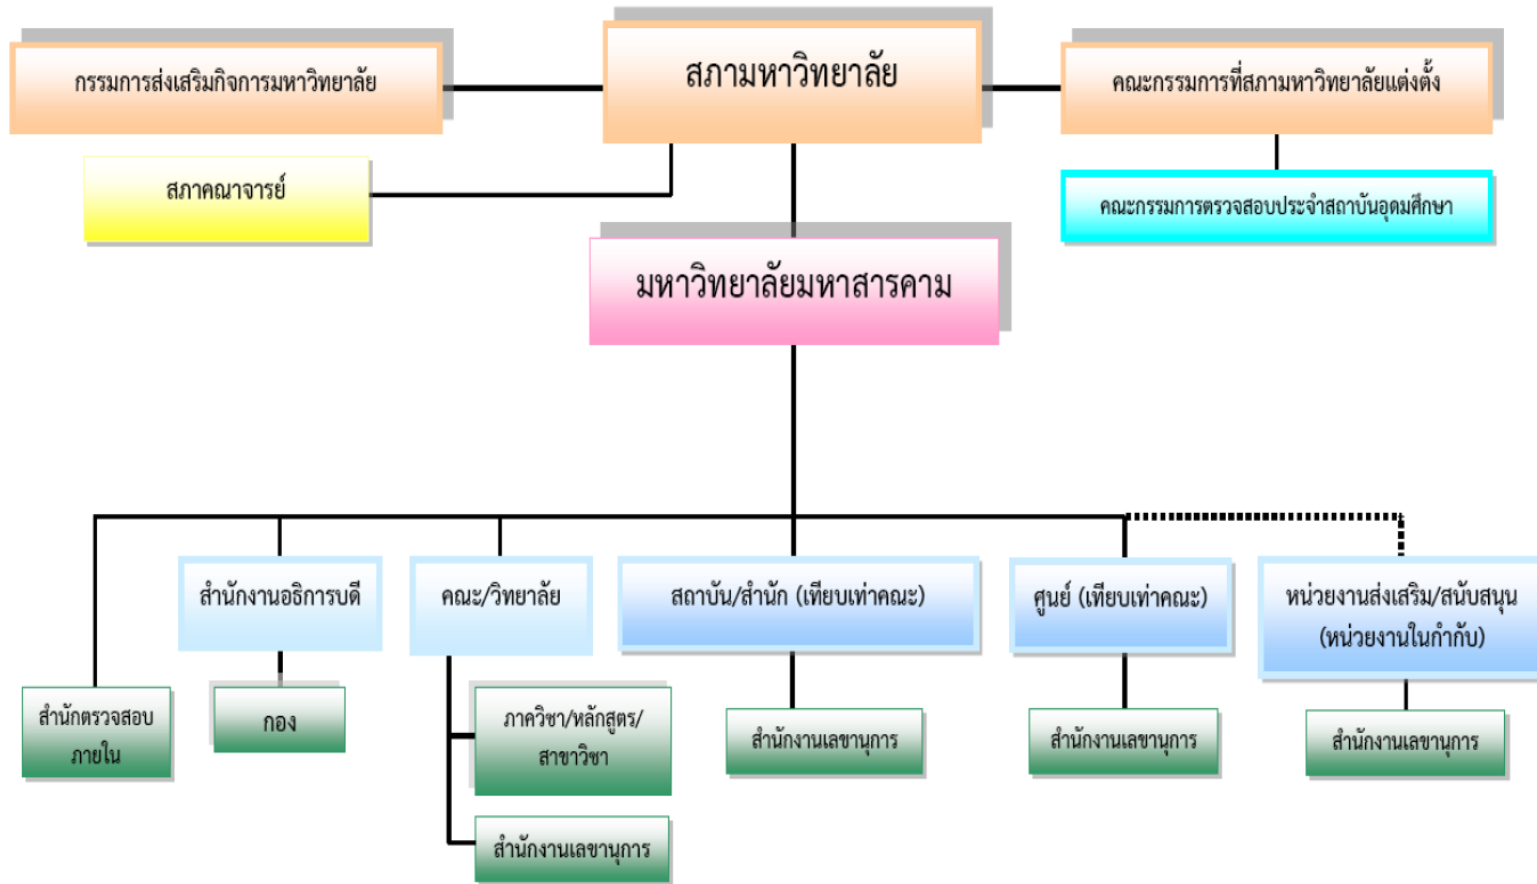 กรรมการส่งเสริมกิจการมหาวิทยาลัย
สภามหาวิทยาลัย
คณะกรรมการที่สภามหาวิทยาลัยแต่งตั้ง
สภาคณาจารย์
คณะกรรมการตรวจสอบประจำสถาบันอุดมศึกษา
มหาวิทยาลัยมหาสารคาม
สำนักงานอธิการบดี
คณะ/วิทยาลัย
สถาบัน/สำนัก (เทียบเท่าคณะ)
ศูนย์ (เทียบเท่าคณะ)
หน่วยงานส่งเสริม/สนับสนุน
(หน่วยงานในกำกับ)
สำนักตรวจสอบ
ภายใน
กอง
ภาควิชา/หลักสูตร/
สาขาวิชา
สำนักงานเลขานุการ
สำนักงานเลขานุการ
สำนักงานเลขานุการ
สำนักงานเลขานุการ